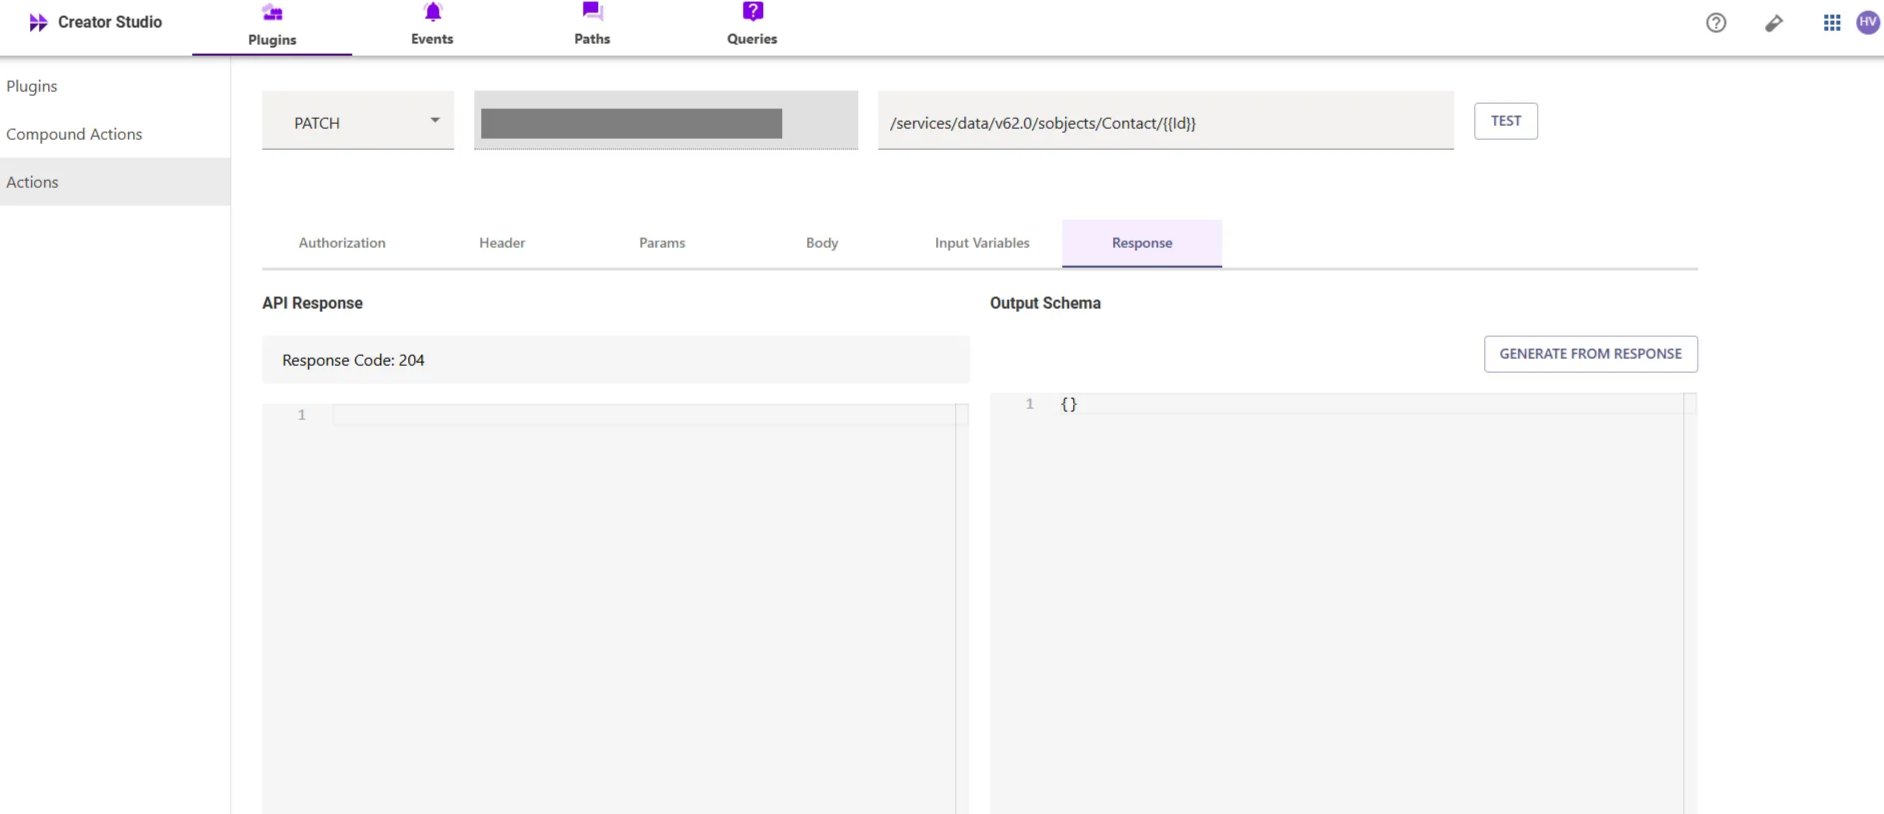 Creator Studio
Plugins
Events
Paths
Queries
?
?
HV
Plugins
Compound Actions
Actions
PATCH
/services/data/v62.0/sobjects/Contact/{{Id}}
TEST
Authorization
Header
Params
Body
Input Variables
Response
API Response
Output Schema
Response Code: 204
GENERATE FROM RESPONSE
1
1 {}